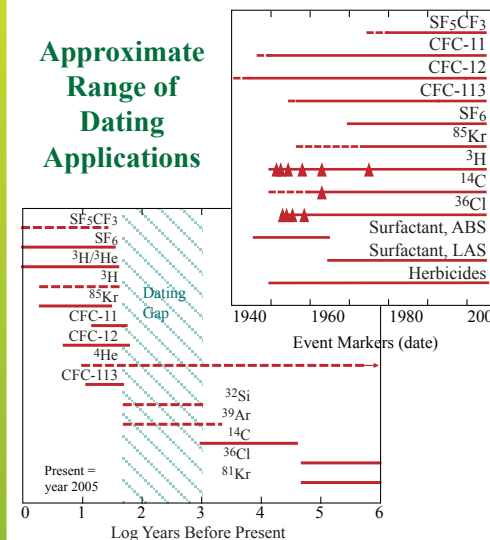 Approximate
Range of
Dating
Applications
SF₅CF₃
CFC-11
CFC-12
CFC-113
SF₆
⁸⁵Kr
³H
¹⁴C
³⁶Cl
Surfactant, ABS
Surfactant, LAS
Herbicides
1940 1960 1980 200
Event Markers (date)
SF₅CF₃
SF₆
³H/³He
³H
⁸⁵Kr
CFC-11
CFC-12
⁴He
CFC-113
Dating
Gap
³²Si
³⁹Ar
¹⁴C
³⁶Cl
⁸¹Kr
Present =
year 2005
0 1 2 3 4 5 6
Log Years Before Present